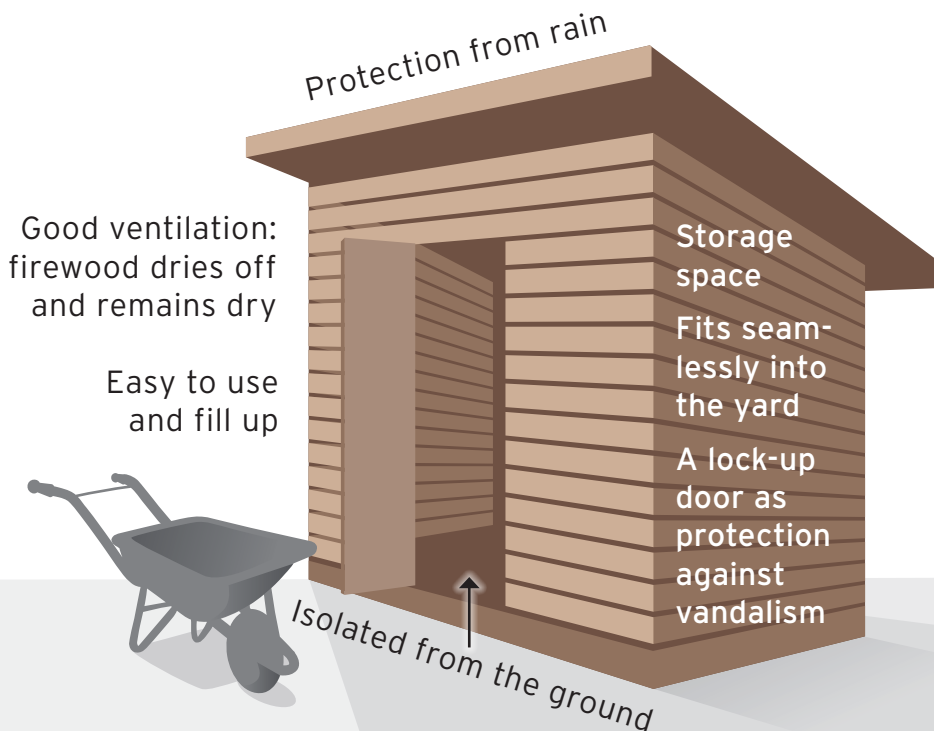 Protection from rain
Good ventilation:
firewood dries off
and remains dry
Easy to use
and fill up
Storage
space
Fits seam-
lessly into
the yard
A lock-up
door as
protection
against
vandalism
Isolated from the ground